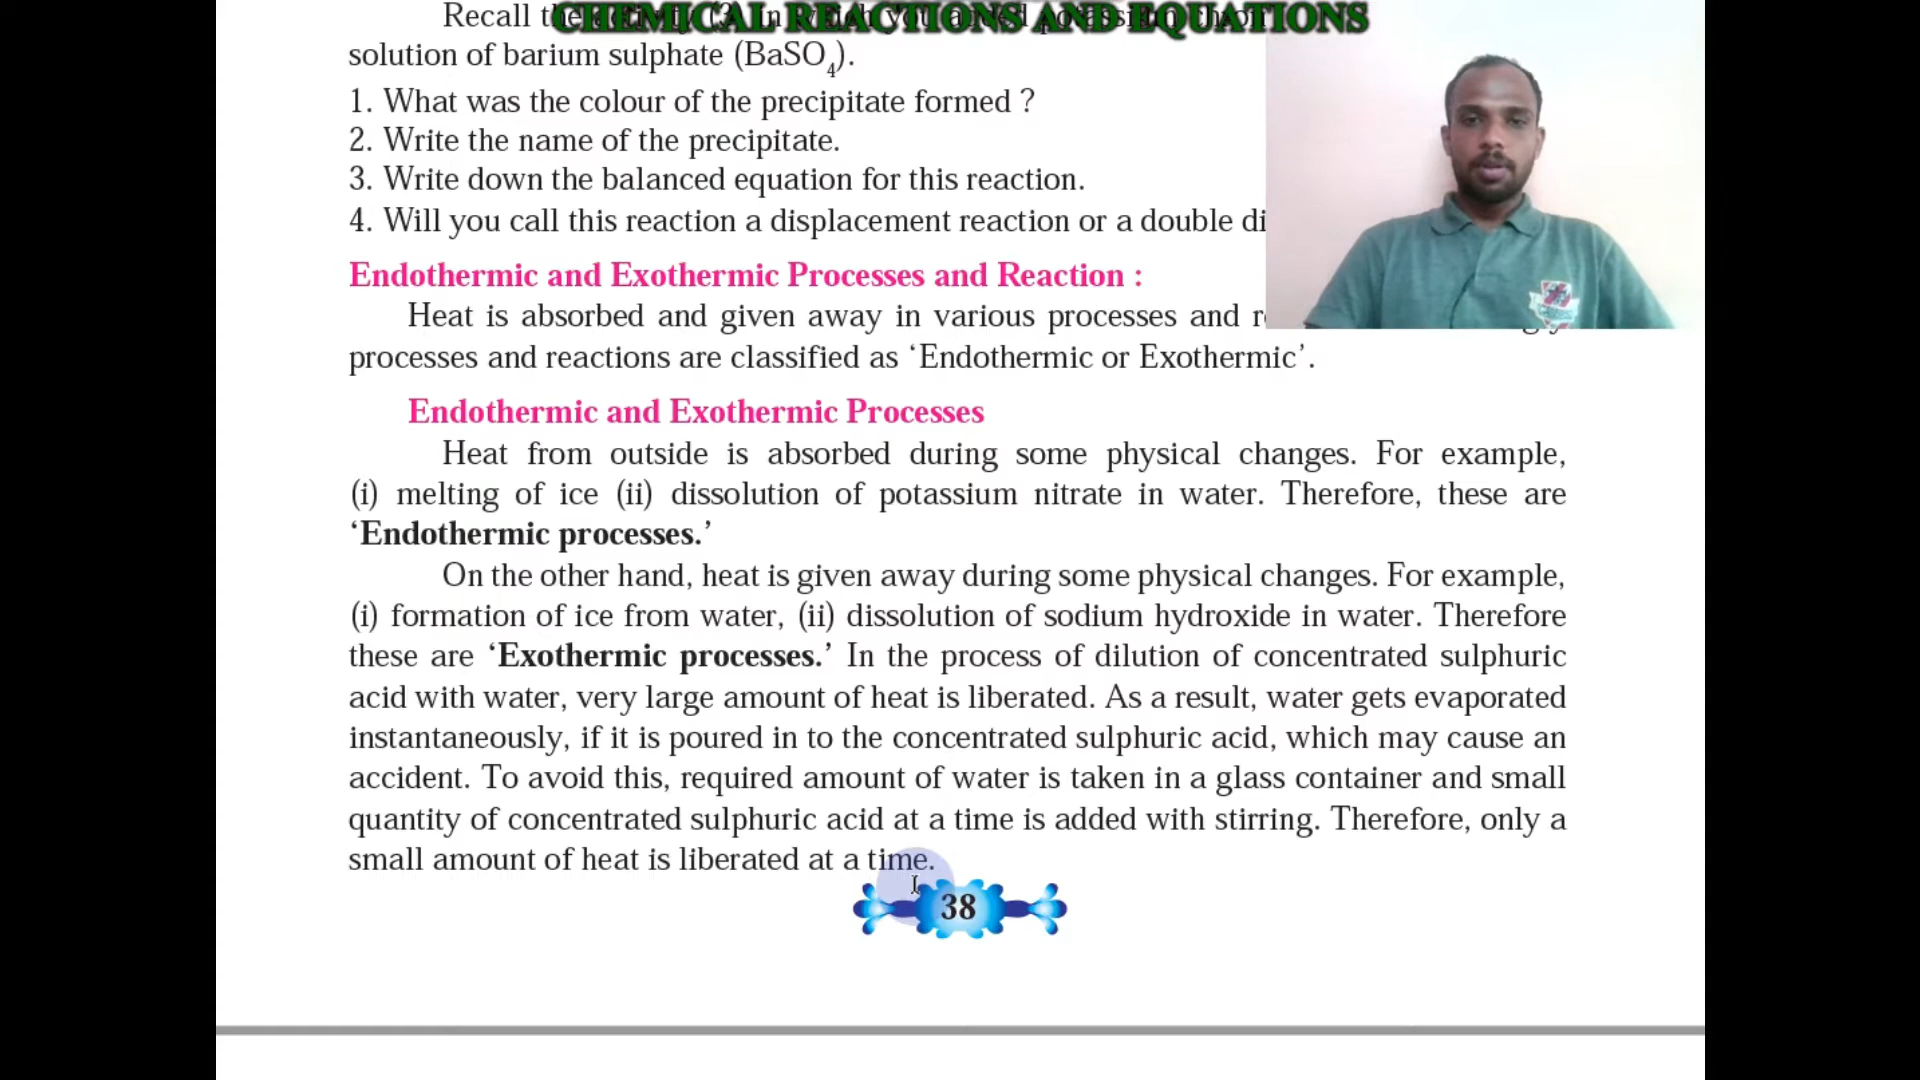 CHEMICAL REACTIONS AND EQUATIONS
Recall the
solution of barium sulphate (BaSO4).
1. What was the colour of the precipitate formed ?
2. Write the name of the precipitate.
3. Write down the balanced equation for this reaction.
4. Will you call this reaction a displacement reaction or a double
Endothermic and Exothermic Processes and Reaction :
Heat is absorbed and given away in various processes and
processes and reactions are classified as ‘Endothermic or Exothermic’.
Endothermic and Exothermic Processes
Heat from outside is absorbed during some physical changes. For example,
(i) melting of ice (ii) dissolution of potassium nitrate in water. Therefore, these are
‘Endothermic processes.’
On the other hand, heat is given away during some physical changes. For example,
(i) formation of ice from water, (ii) dissolution of sodium hydroxide in water. Therefore
these are ‘Exothermic processes.’ In the process of dilution of concentrated sulphuric
acid with water, very large amount of heat is liberated. As a result, water gets evaporated
instantaneously, if it is poured in to the concentrated sulphuric acid, which may cause an
accident. To avoid this, required amount of water is taken in a glass container and small
quantity of concentrated sulphuric acid at a time is added with stirring. Therefore, only a
small amount of heat is liberated at a time.
38